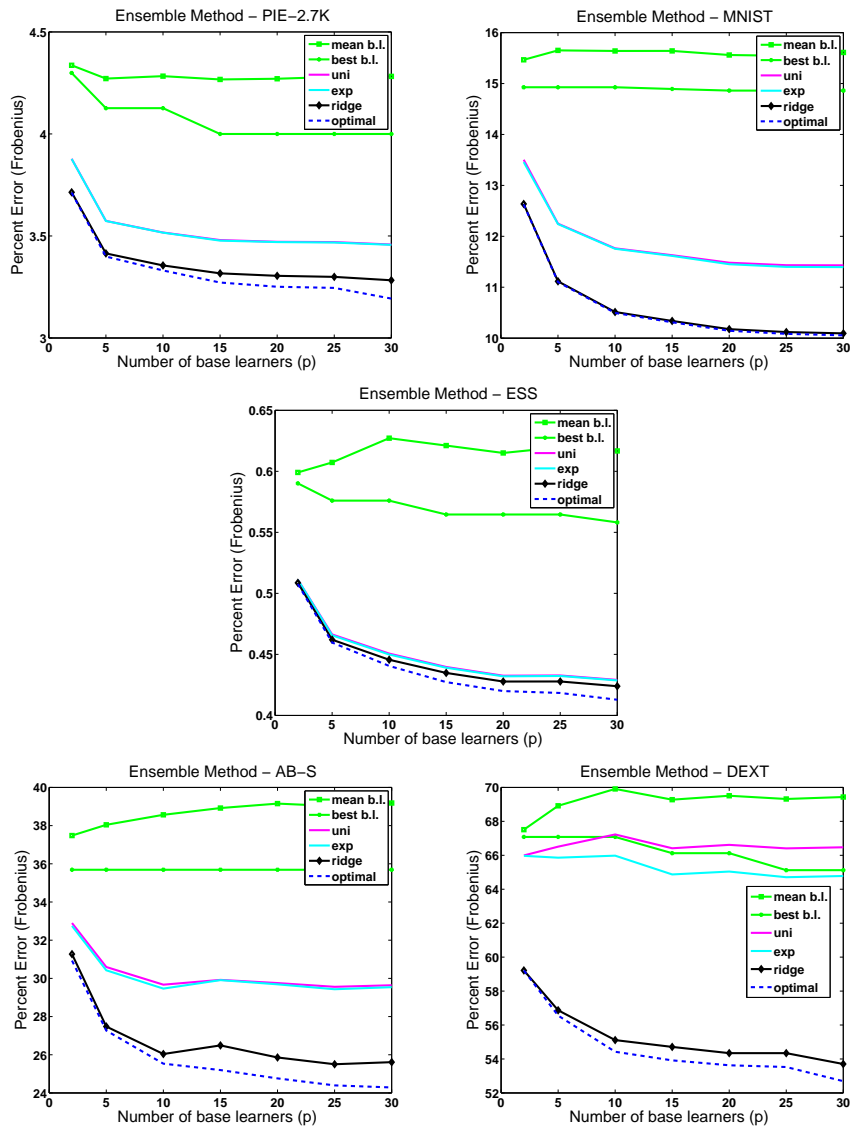 Ensemble Method – PIE–2.7K
4.5
4
3.5
3
0 5 10 15 20 25 30
Percent Error (Frobenius)
Number of base learners (p)
mean b.l.
best b.l.
uni
exp
ridge
optimal
Ensemble Method – MNIST
16
15
14
13
12
11
10
0 5 10 15 20 25 30
Percent Error (Frobenius)
Number of base learners (p)
mean b.l.
best b.l.
uni
exp
ridge
optimal
Ensemble Method – ESS
0.65
0.6
0.55
0.5
0.45
0.4
0 5 10 15 20 25 30
Percent Error (Frobenius)
Number of base learners (p)
mean b.l.
best b.l.
uni
exp
ridge
optimal
Ensemble Method – AB–S
40
38
36
34
32
30
28
26
24
0 5 10 15 20 25 30
Percent Error (Frobenius)
Number of base learners (p)
mean b.l.
best b.l.
uni
exp
ridge
optimal
Ensemble Method – DEXT
70
68
66
64
62
60
58
56
54
52
0 5 10 15 20 25 30
Percent Error (Frobenius)
Number of base learners (p)
mean b.l.
best b.l.
uni
exp
ridge
optimal